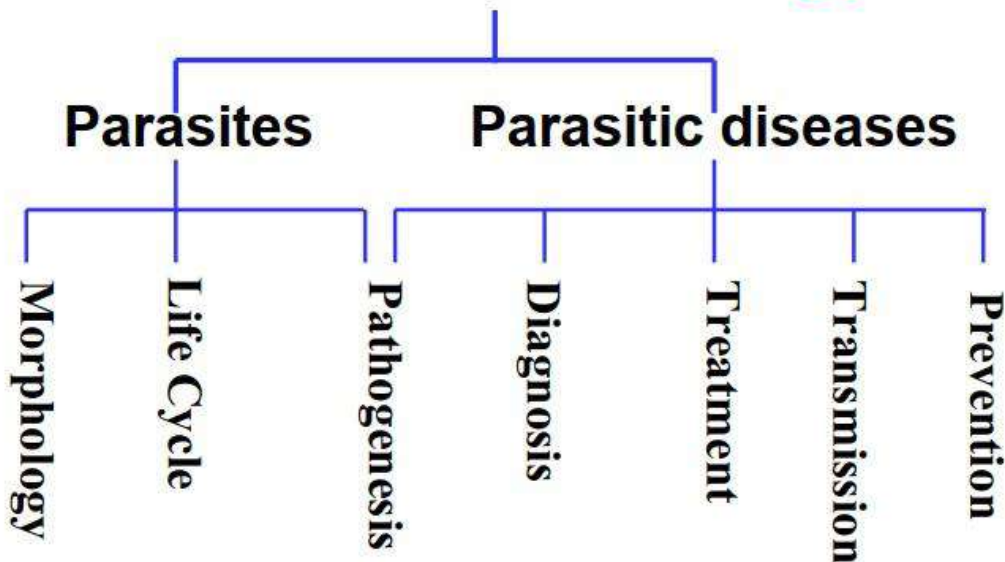 Parasites
Parasitic diseases
Morphology
Life Cycle
Pathogenesis
Diagnosis
Treatment
Transmission
Prevention